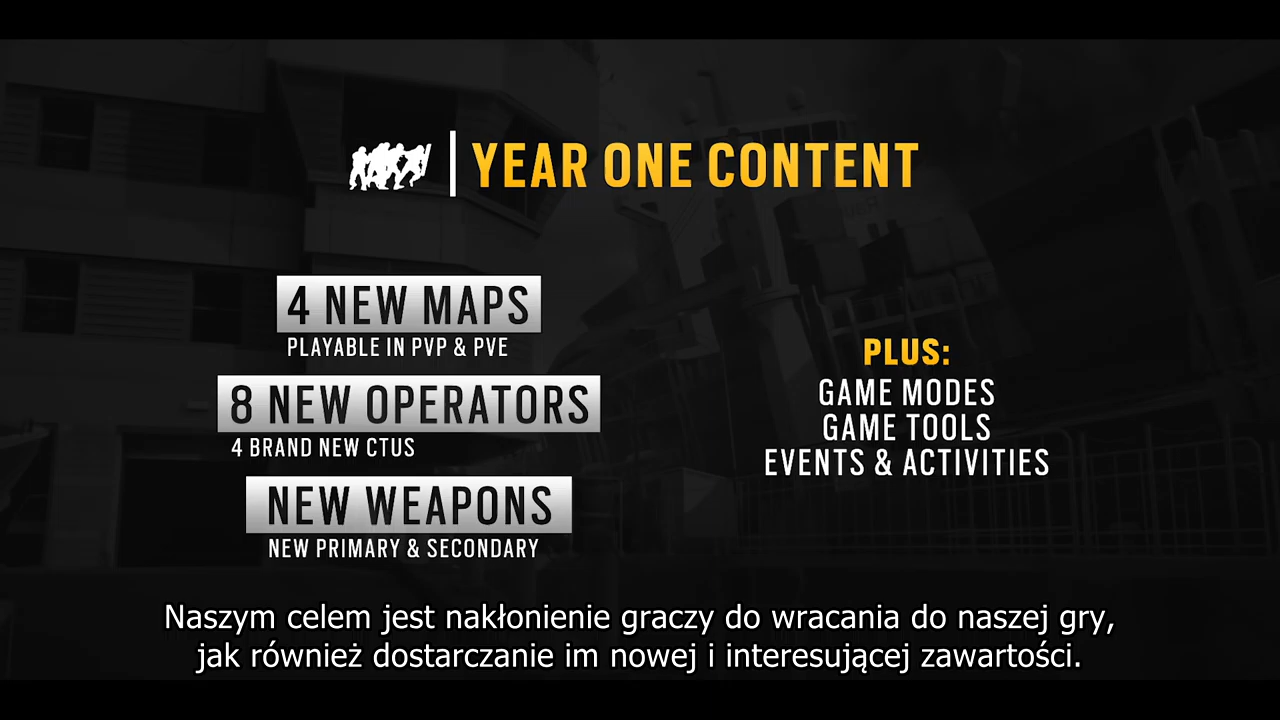 YEAR ONE CONTENT
4 NEW MAPS
PLAYABLE IN PVP & PVE
8 NEW OPERATORS
4 BRAND NEW CTUS
NEW WEAPONS
NEW PRIMARY & SECONDARY
PLUS:
GAME MODES
GAME TOOLS
EVENTS & ACTIVITIES
Naszym celem jest nakłonienie graczy do wracania do naszej gry,
jak również dostarczanie im nowej i interesującej zawartości.